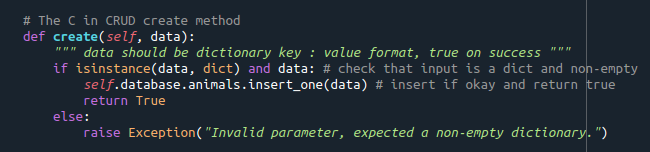 # The C in CRUD create method
def create(self, data):
    """ data should be dictionary key : value format, true on success """
    if isinstance(data, dict) and data: # check that input is a dict and non-empty
        self.database.animals.insert_one(data) # insert if okay and return true
        return True
    else:
        raise Exception("Invalid parameter, expected a non-empty dictionary.")